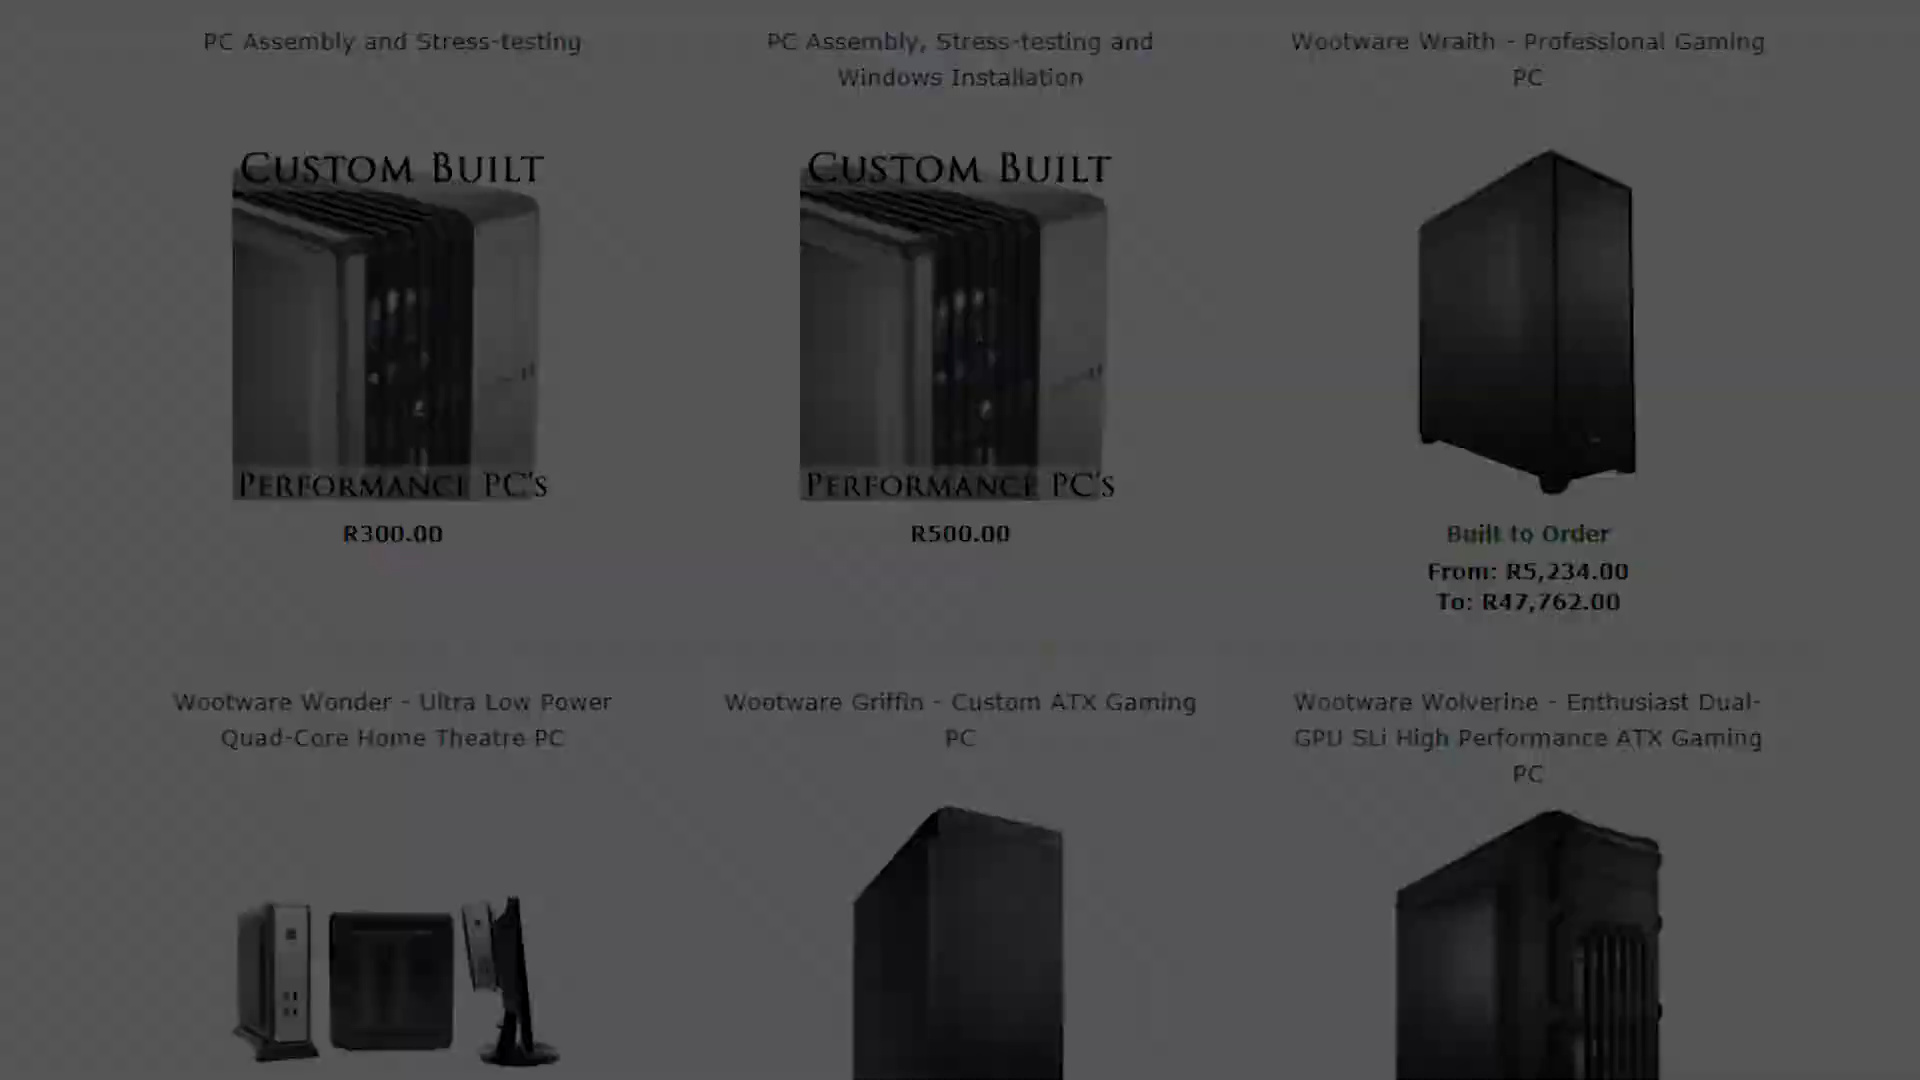 PC Assembly and Stress-testing
PC Assembly, Stress-testing and
Windows Installation
Wootware Wraith - Professional Gaming
PC
CUSTOM BUILT
PERFORMANCE PC'S
CUSTOM BUILT
PERFORMANCE PC'S
R300.00
R500.00
Built to Order
From: R5,234.00
To: R47,762.00
Wootware Wonder - Ultra Low Power
Quad-Core Home Theatre PC
Wootware Griffin - Custom ATX Gaming
PC
Wootware Wolverine - Enthusiast Dual-
GPU SLi High Performance ATX Gaming
PC